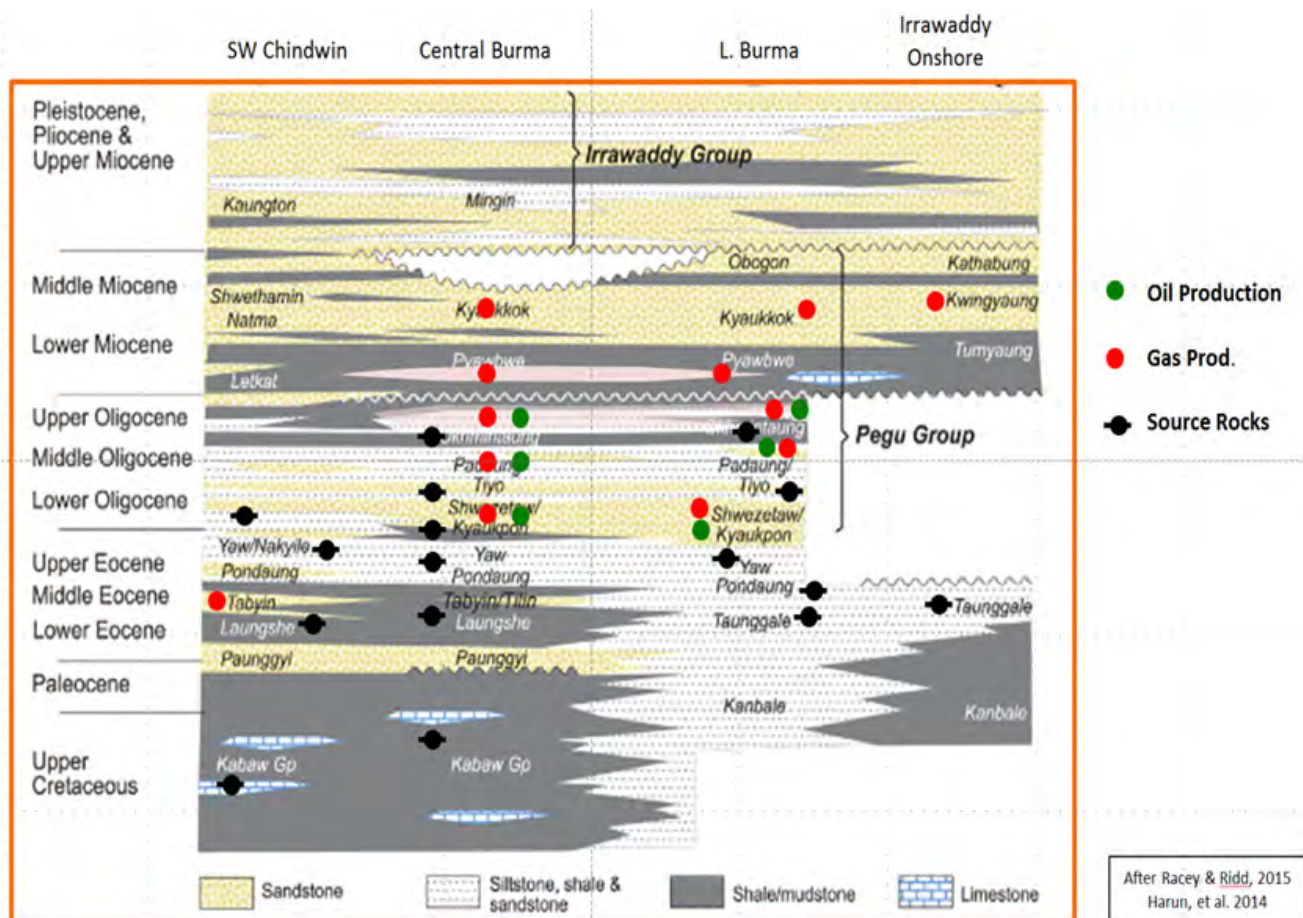 SW Chindwin
Central Burma
L. Burma
Irrawaddy
Onshore
Pleistocene,
Pliocene &
Upper Miocene
Irrawaddy Group
Kaungton
Mingin
Obogon
Kathabung
Middle Miocene
Shwethamin
Natma
Kyaukkok
Kyaukkok
Kwingyaung
Lower Miocene
Pyawbwe
Pyawbwe
Tumyaung
Letkat
Upper Oligocene
Pegu Group
Middle Oligocene
Padaung/
Tiyo
Tiyo
Lower Oligocene
Shwezetaw/
Kyaukpon
Shwezetaw/
Kyaukpon
Yaw/Nakyile
Upper Eocene
Yaw
Yaw
Pondaung
Pondaung
Pondaung
Middle Eocene
Tabyin
Tabyin/Tilin
Taunggale
Taunggale
Lower Eocene
Laungshe
Laungshe
Paunggyi
Paunggyi
Paleocene
Kanbale
Kanbale
Upper
Cretaceous
Kabaw Gp
Kabaw Gp
Oil Production
Gas Prod.
Source Rocks
Sandstone
Siltstone, shale &
sandstone
Shale/mudstone
Limestone
After Racey & Ridd, 2015
Harun, et al. 2014